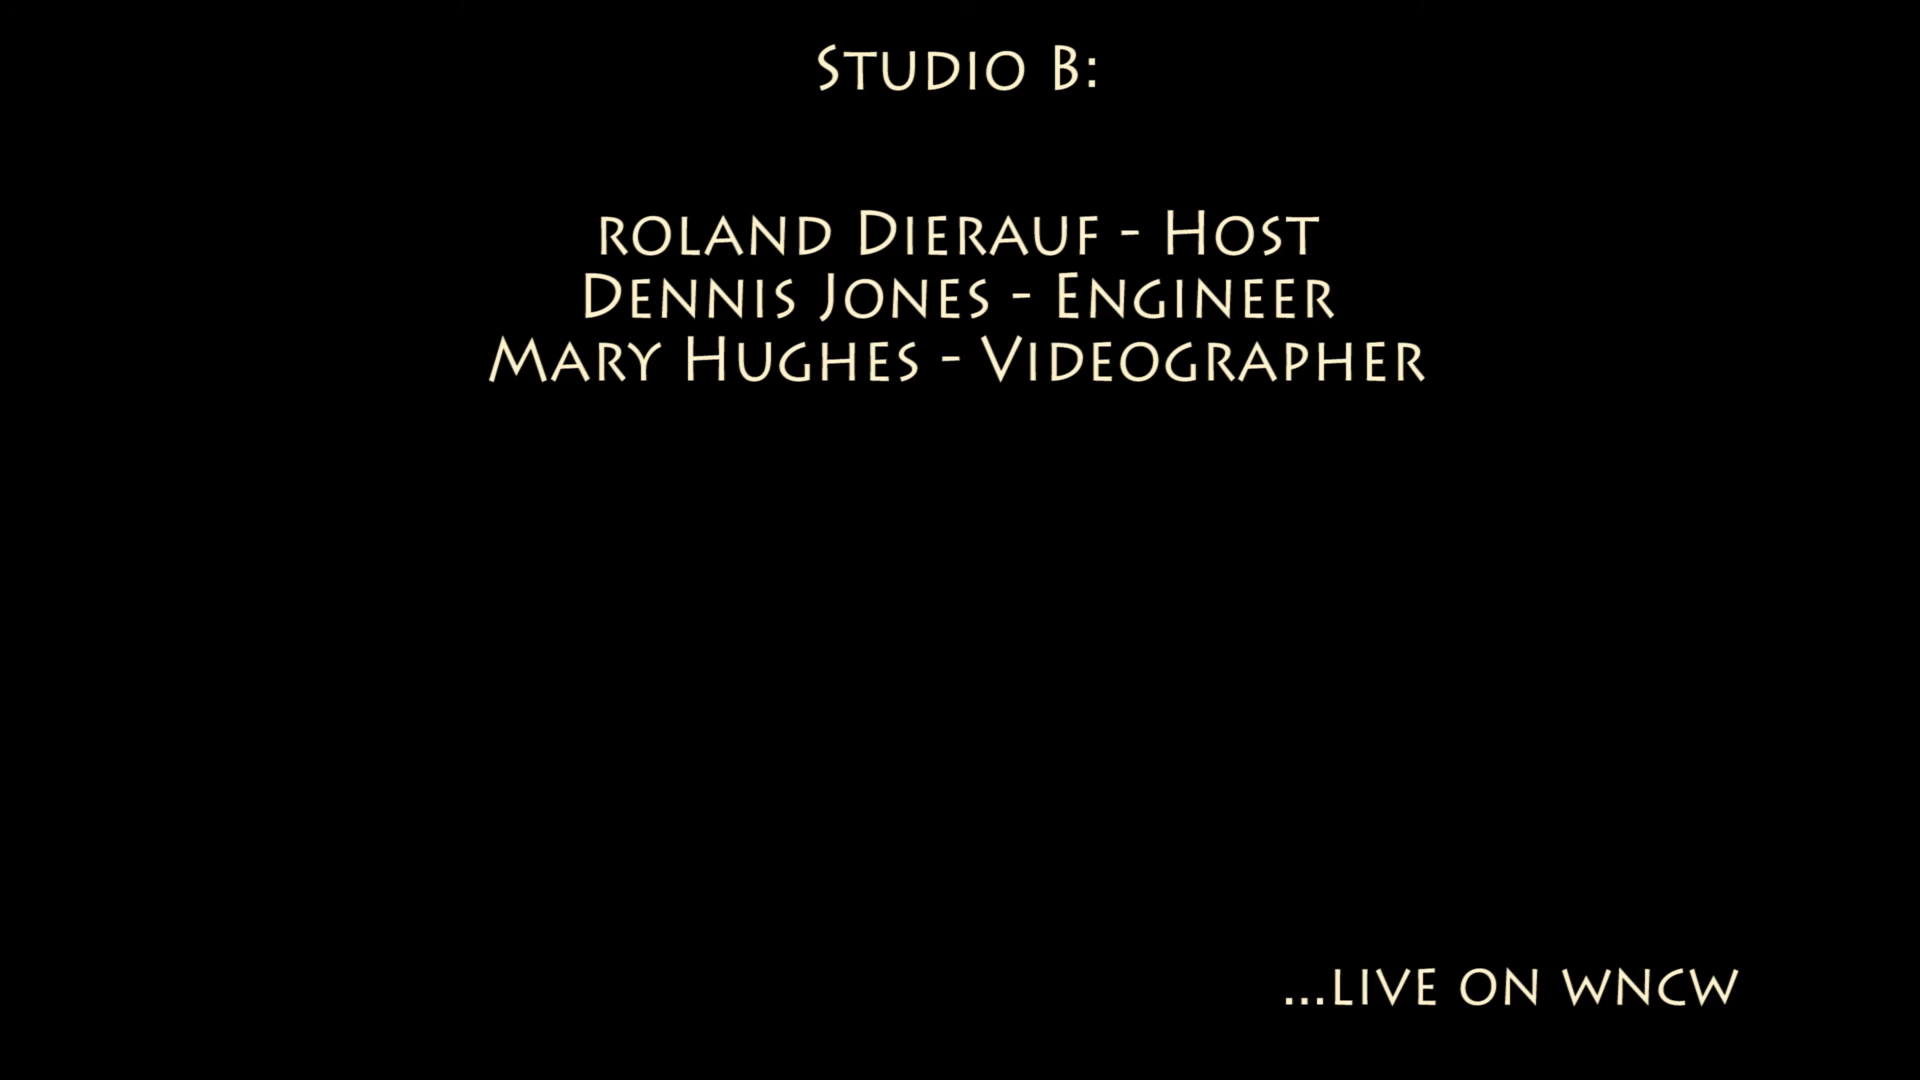 Studio B:
roland Dierauf - Host
Dennis Jones - Engineer
Mary Hughes - Videographer
...live on wncw